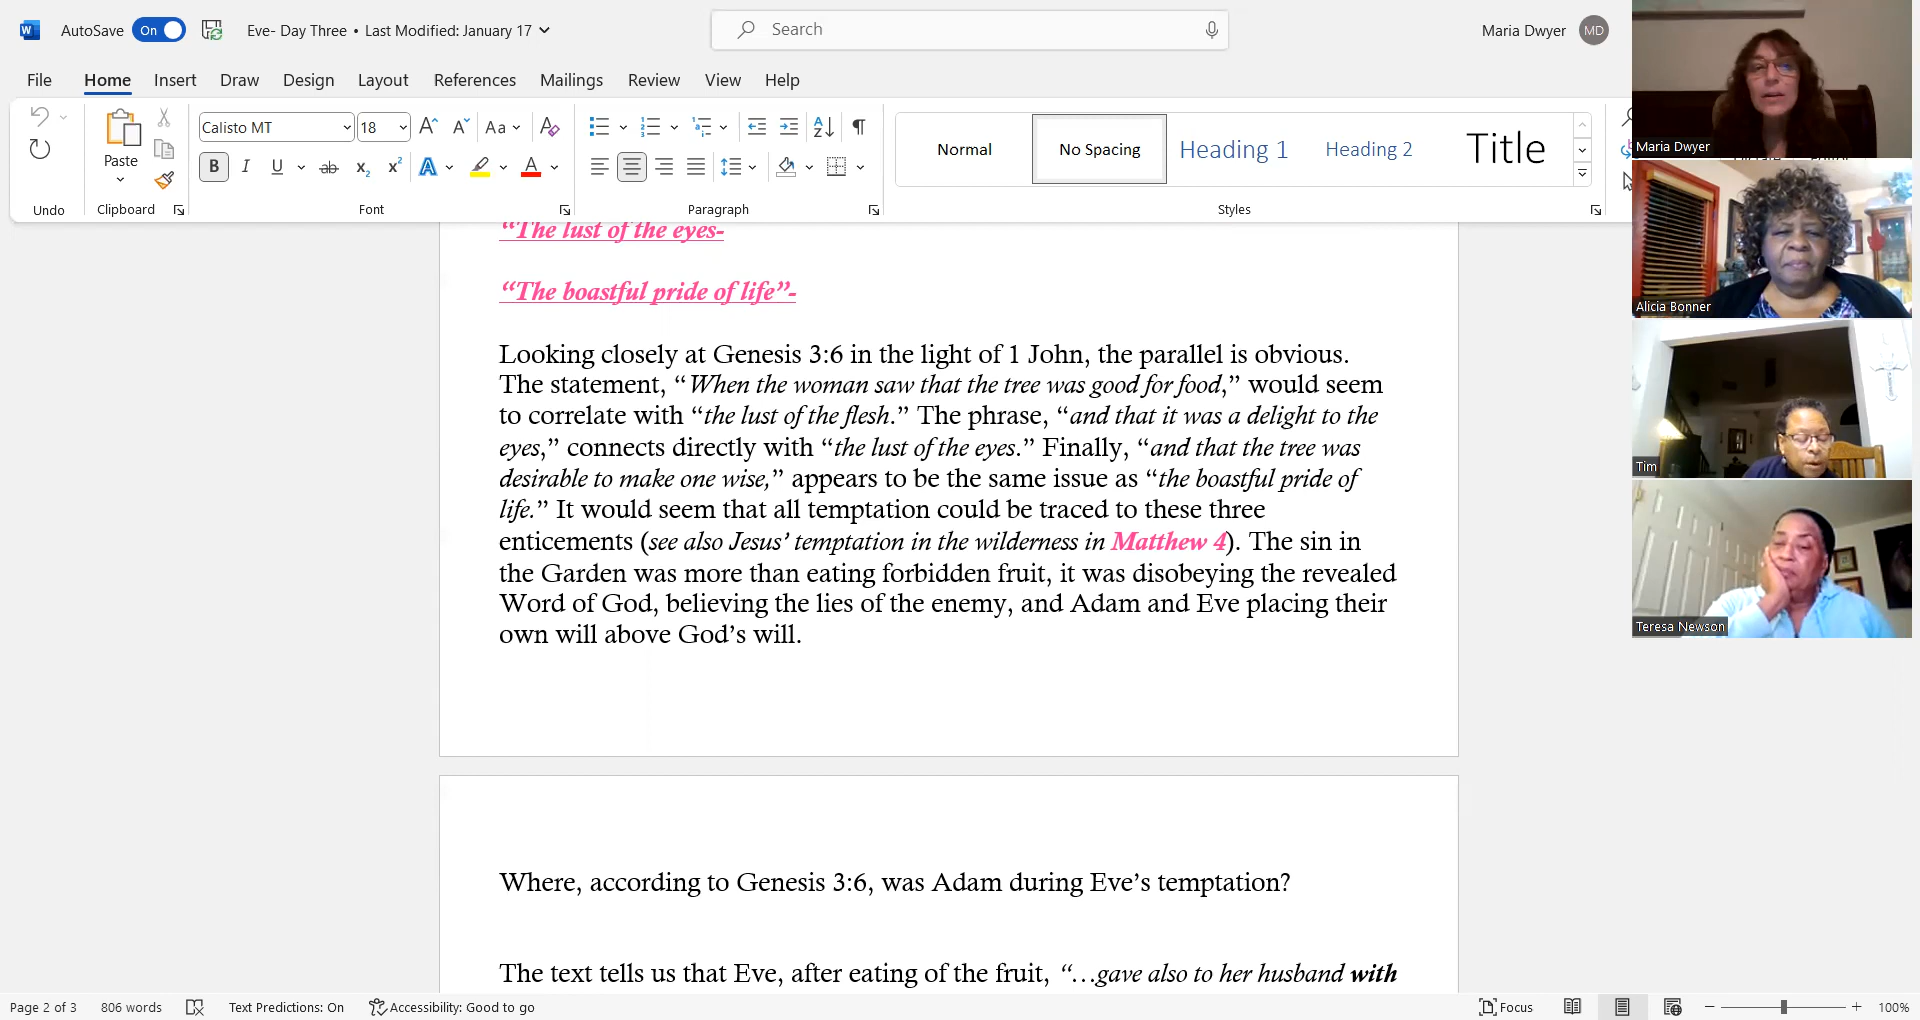 AutoSave On Eve- Day Three • Last Modified: January 17 Search Maria Dwyer MD
File Home Insert Draw Design Layout References Mailings Review View Help
Paste
Calisto MT 18 Aa
B I U ab x₂ x² A A
Normal No Spacing Heading 1 Heading 2 Title
Undo Clipboard Font Paragraph Styles
Maria Dwyer
Alicia Bonner
Tim
Teresa Newson
“The lust of the eyes-
“The boastful pride of life”-
Looking closely at Genesis 3:6 in the light of 1 John, the parallel is obvious.
The statement, “When the woman saw that the tree was good for food,” would seem
to correlate with “the lust of the flesh.” The phrase, “and that it was a delight to the
eyes,” connects directly with “the lust of the eyes.” Finally, “and that the tree was
desirable to make one wise,” appears to be the same issue as “the boastful pride of
life.” It would seem that all temptation could be traced to these three
enticements (see also Jesus’ temptation in the wilderness in Matthew 4). The sin in
the Garden was more than eating forbidden fruit, it was disobeying the revealed
Word of God, believing the lies of the enemy, and Adam and Eve placing their
own will above God’s will.
Where, according to Genesis 3:6, was Adam during Eve’s temptation?
The text tells us that Eve, after eating of the fruit, “…gave also to her husband with
Page 2 of 3 806 words Text Predictions: On Accessibility: Good to go Focus 100%